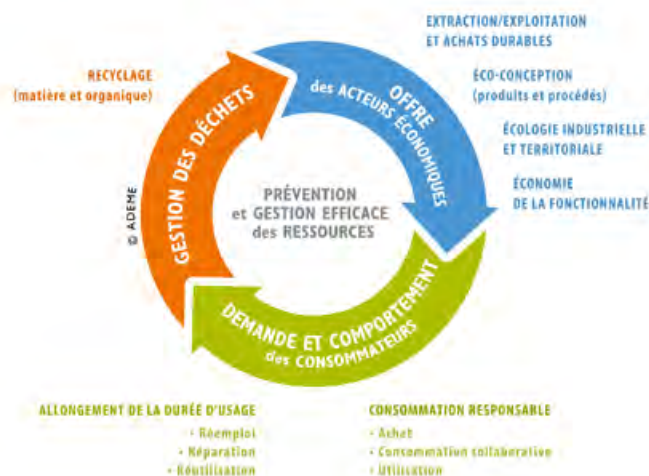 EXTRACTION/EXPLOITATION
ET ACHATS DURABLES
RECYCLAGE
(matière et organique)
ÉCO-CONCEPTION
(produits et procédés)
ÉCOLOGIE INDUSTRIELLE
ET TERRITORIALE
ÉCONOMIE
DE LA FONCTIONNALITÉ
OFFRE
des ACTEURS ÉCONOMIQUES
GESTION DES DÉCHETS
© ADEME
PRÉVENTION
et GESTION EFFICACE
des RESSOURCES
DEMANDE ET COMPORTEMENT
des CONSOMMATEURS
ALLONGEMENT DE LA DURÉE D'USAGE
• Réemploi
• Réparation
• Réutilisation
CONSOMMATION RESPONSABLE
• Achat
• Consommation collaborative
• Utilisation